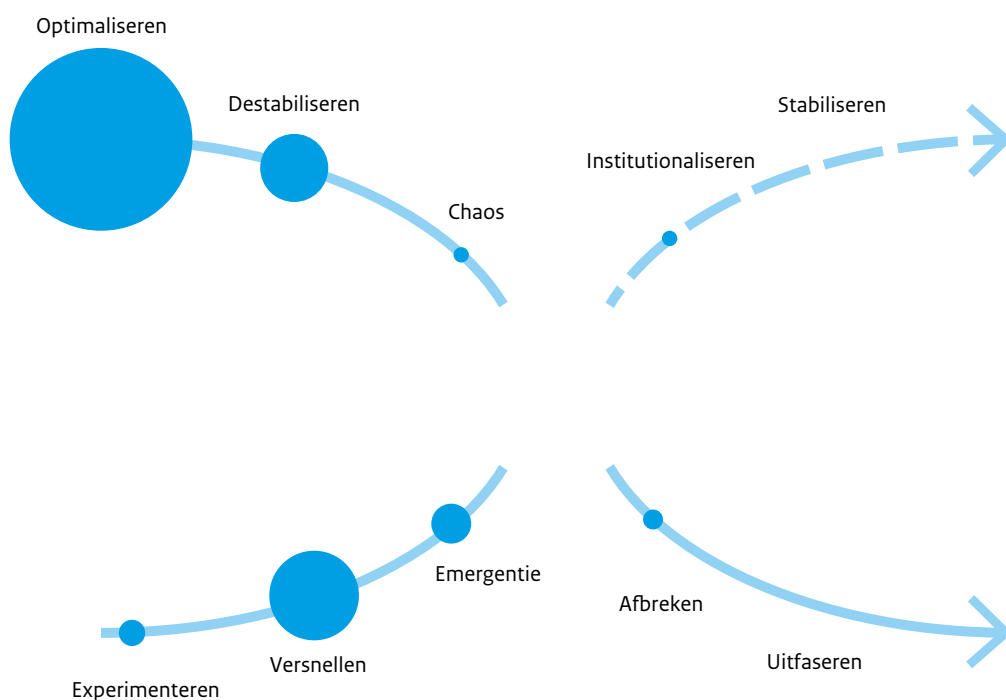 Optimaliseren
Destabiliseren
Chaos
Stabiliseren
Institutionaliseren
Emergentie
Versnellen
Experimenteren
Afbreken
Uitfaseren